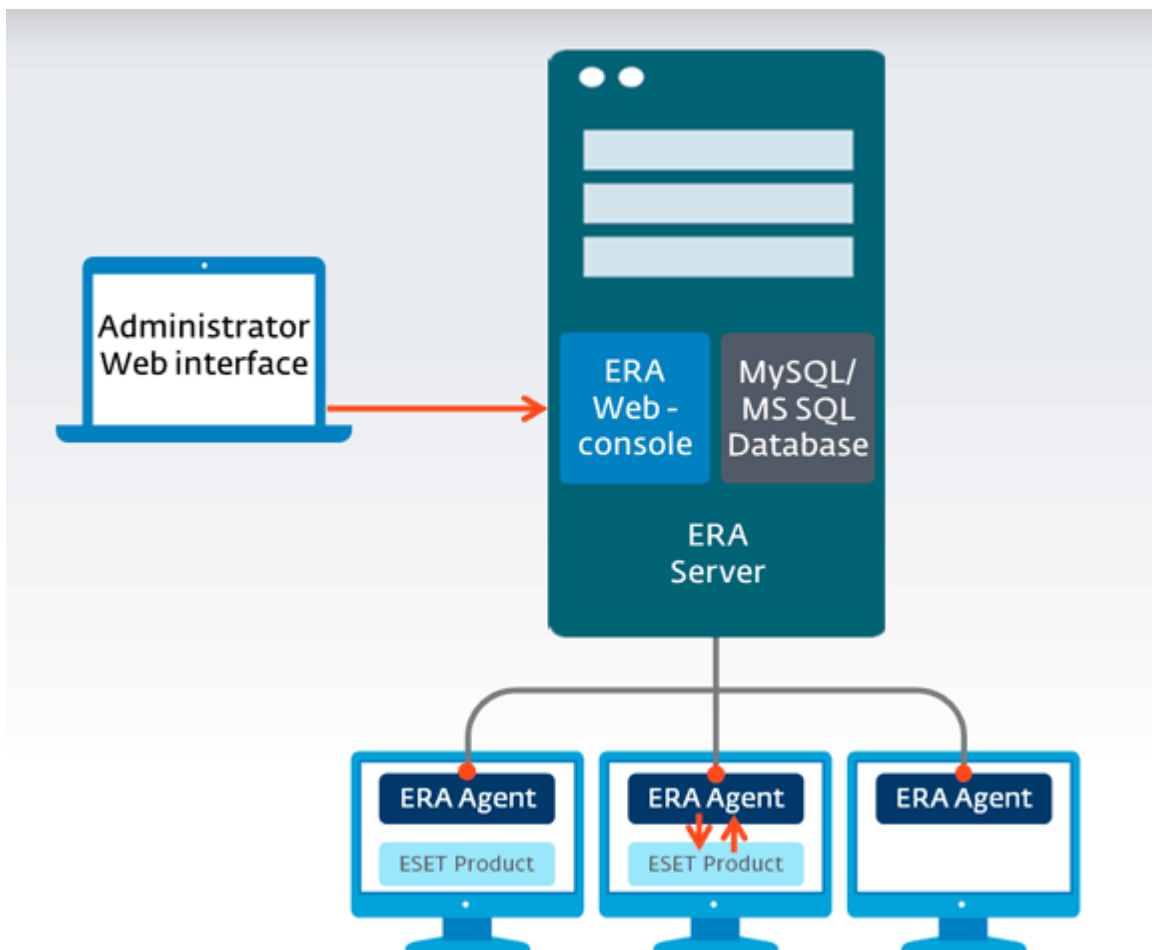 Administrator
Web interface
ERA
Web -
console
MySQL/
MS SQL
Database
ERA
Server
ERA Agent
ESET Product
ERA Agent
ESET Product
ERA Agent